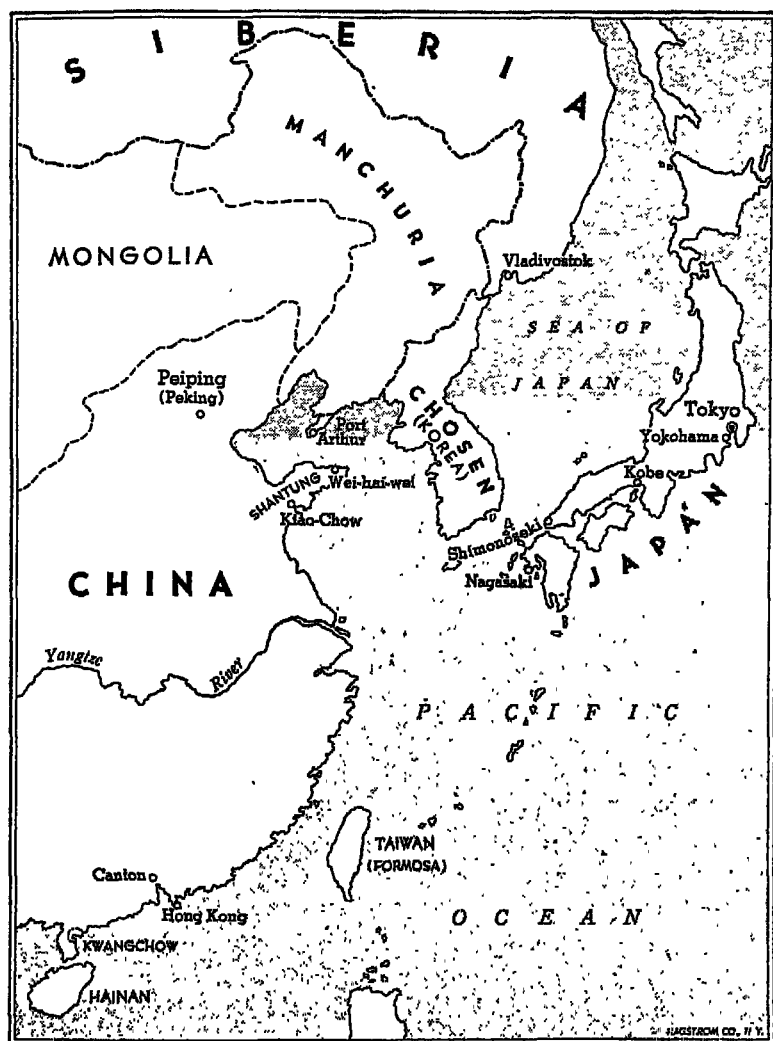 SIBERIA
MANCHURIA
MONGOLIA
Vladivostok
SEA OF
JAPAN
Peiping
(Peking)
Port
Arthur
CHOSEN
(KOREA)
Tokyo
Yokohama
Kobe
Wei-hai-wei
SHANTUNG
Kiao-Chow
Shimonoseki
Nagasaki
JAPAN
CHINA
Yangtze
River
PACIFIC
TAIWAN
(FORMOSA)
Canton
Hong Kong
OCEAN
KWANGCHOW
HAINAN
HAGSTROM CO., N. Y.